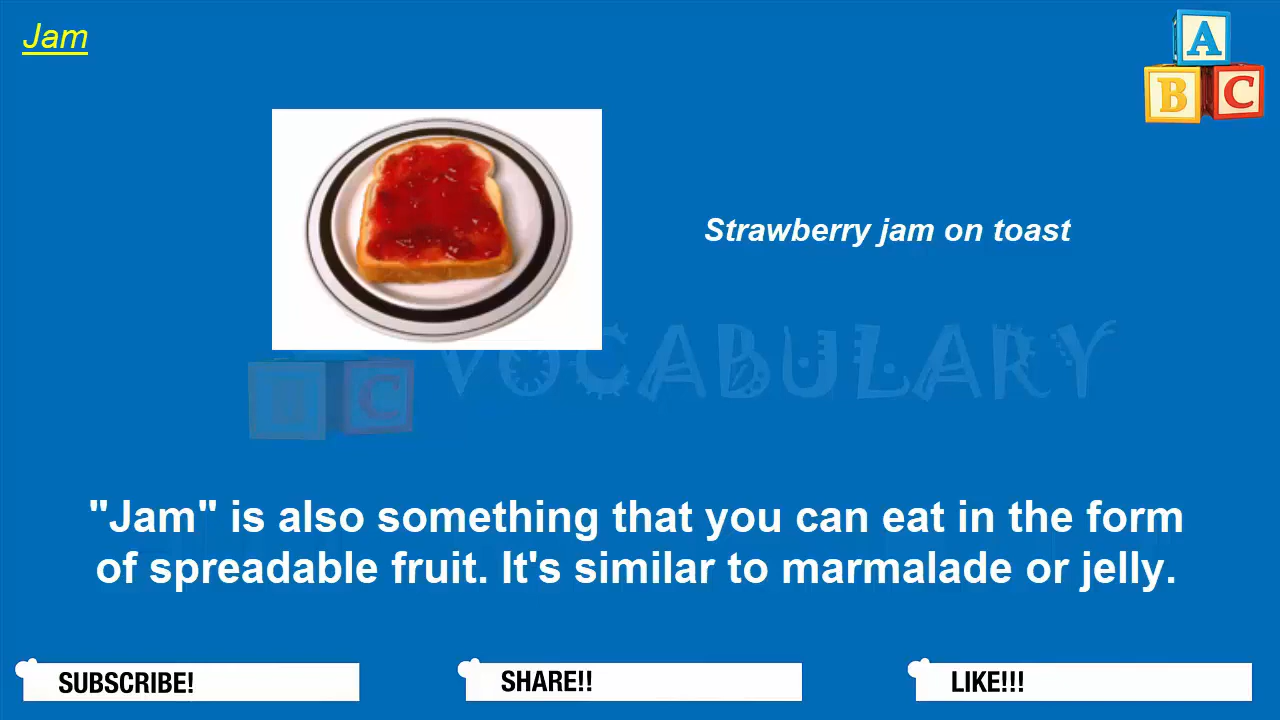 Jam
A
B C
Strawberry jam on toast
C VOCABULARY
"Jam" is also something that you can eat in the form
of spreadable fruit. It's similar to marmalade or jelly.
SUBSCRIBE!
SHARE!!
LIKE!!!